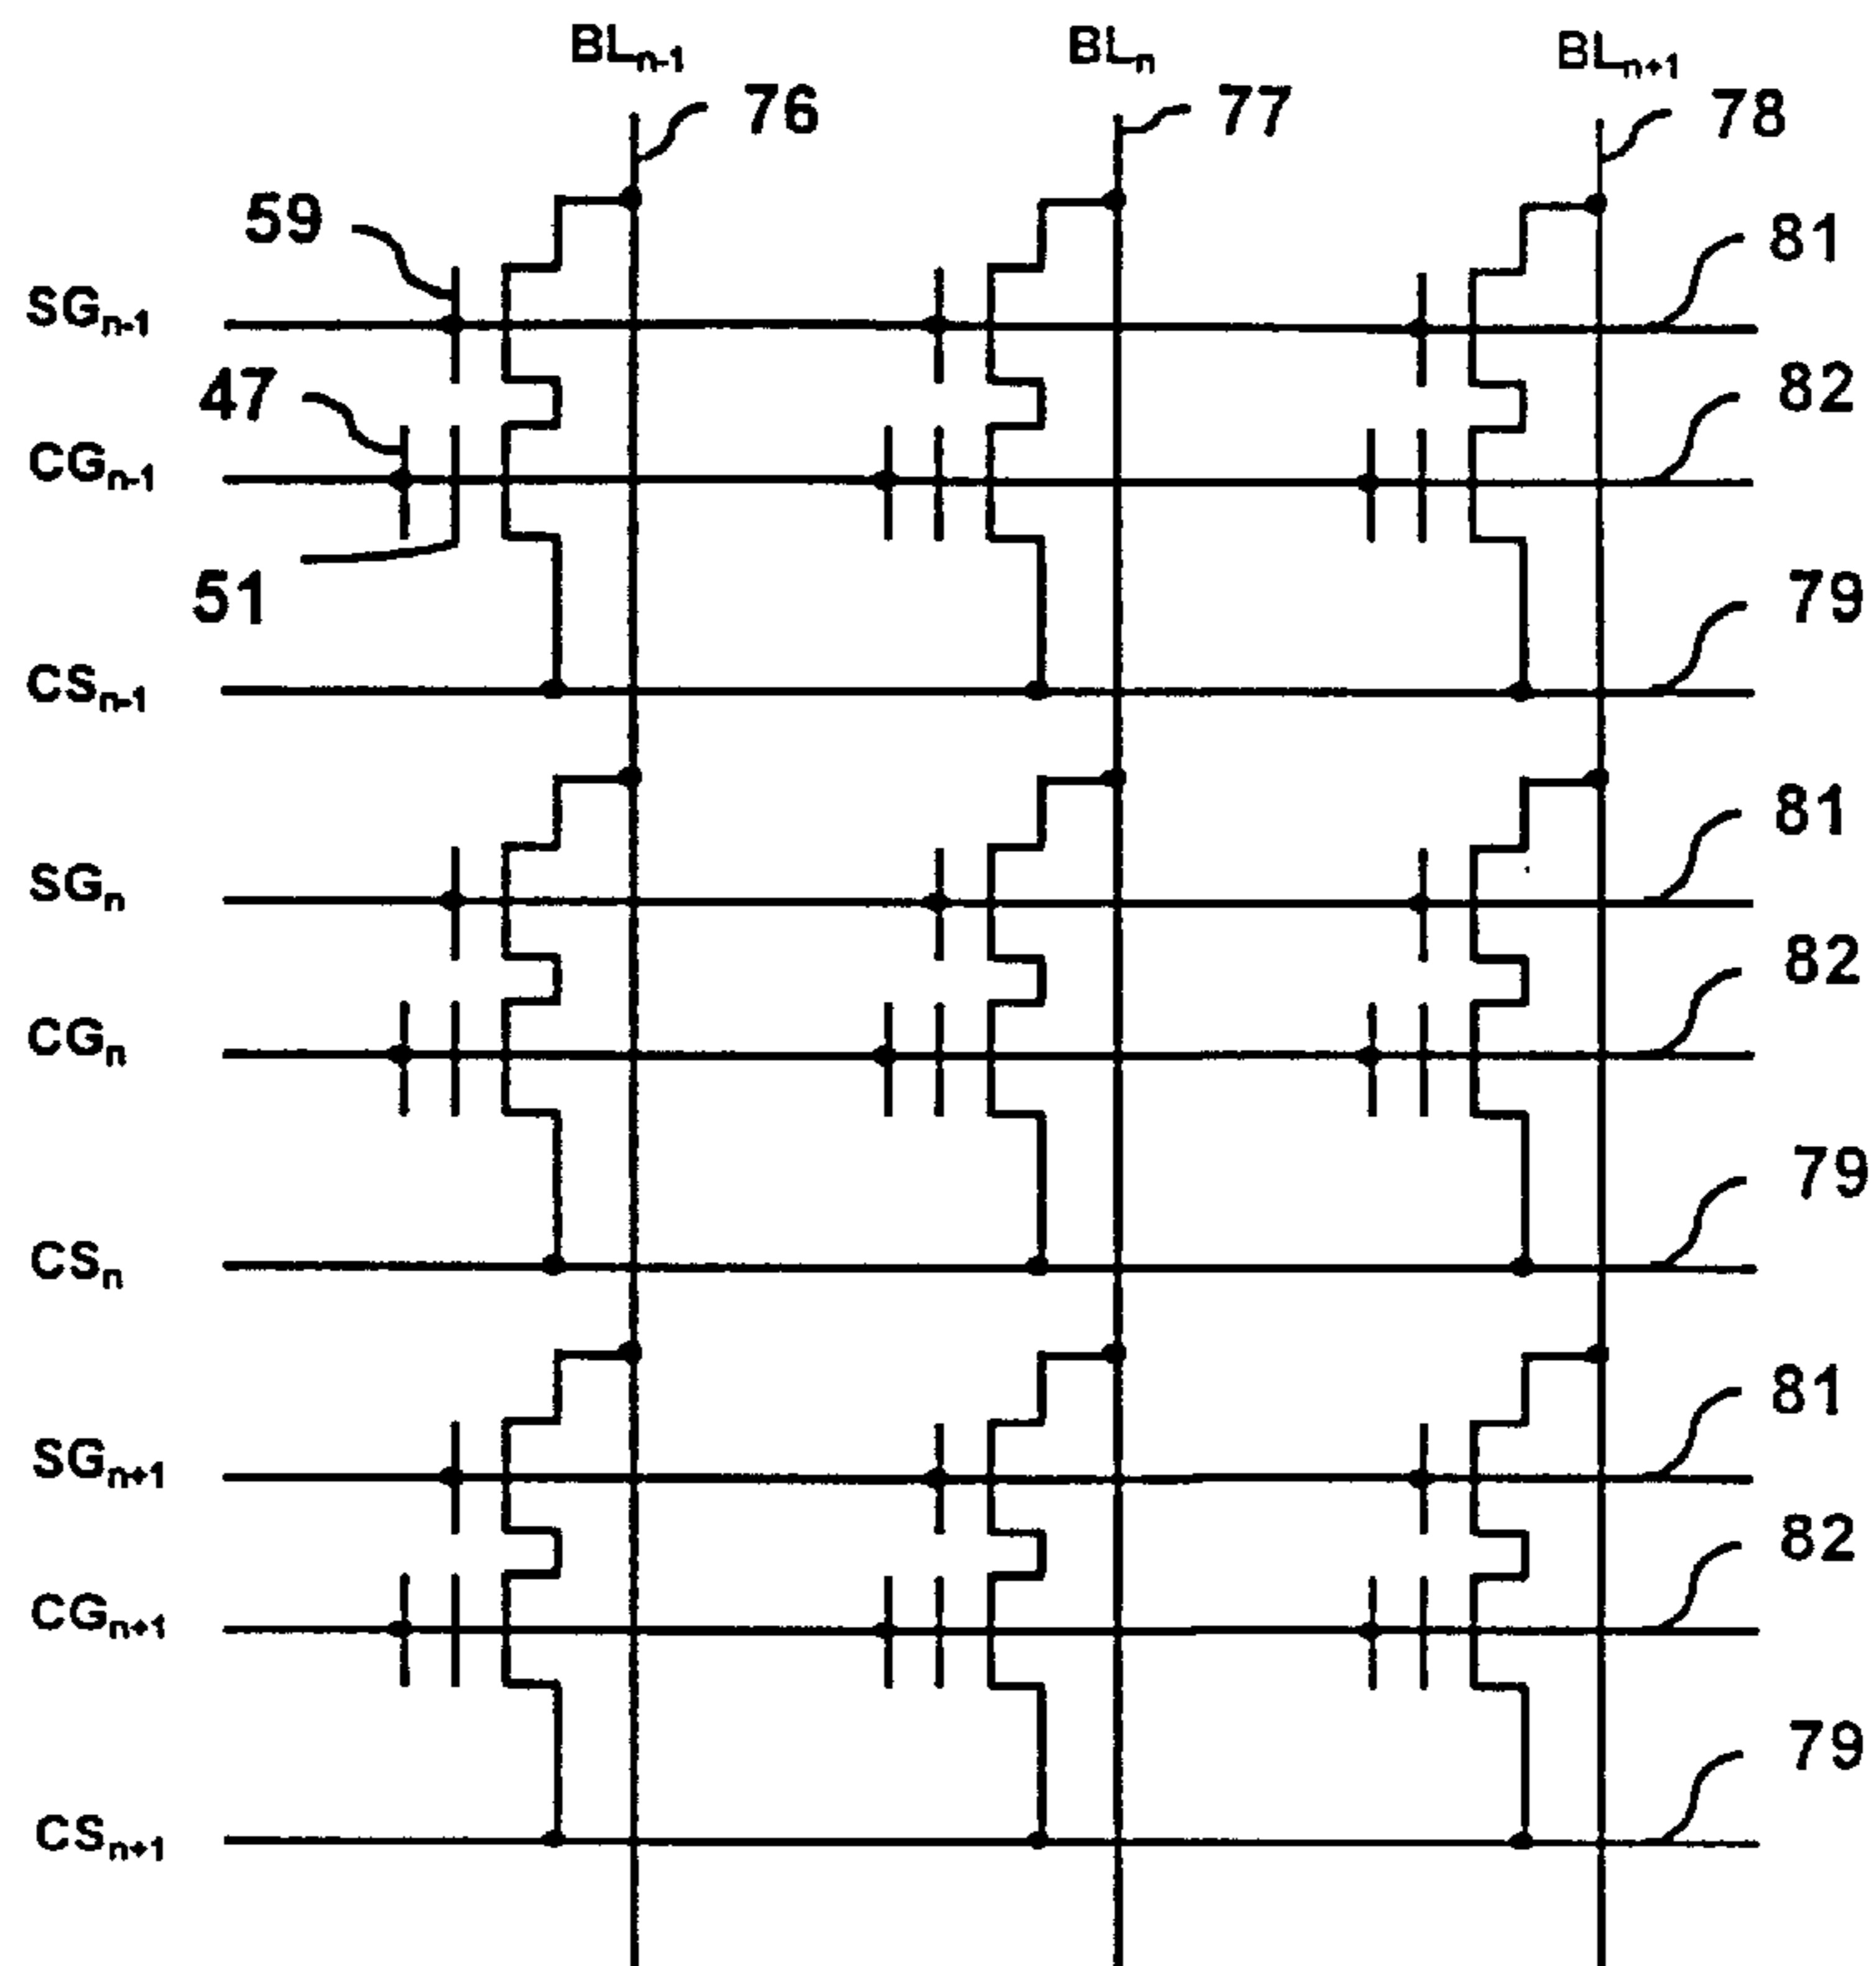 BLn-1 BLn BLn+1
76 77 78
59 81
SGn-1
47 82
CGn-1
51 79
CSn-1
81
SGn
82
CGn
79
CSn
81
SGn+1
82
CGn+1
79
CSn+1